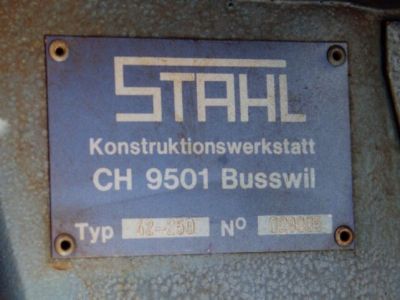 STAHL
Konstruktionswerkstatt
CH 9501 Busswil
Typ 42-250 Nº